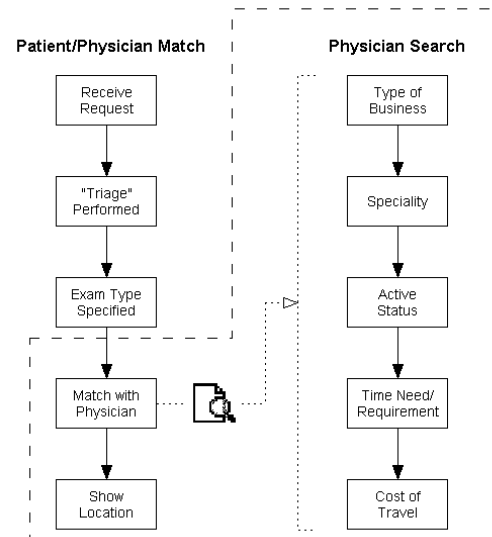 Patient/Physician Match
Receive
Request
"Triage"
Performed
Exam Type
Specified
Match with
Physician
Show
Location
Physician Search
Type of
Business
Speciality
Active
Status
Time Need/
Requirement
Cost of
Travel